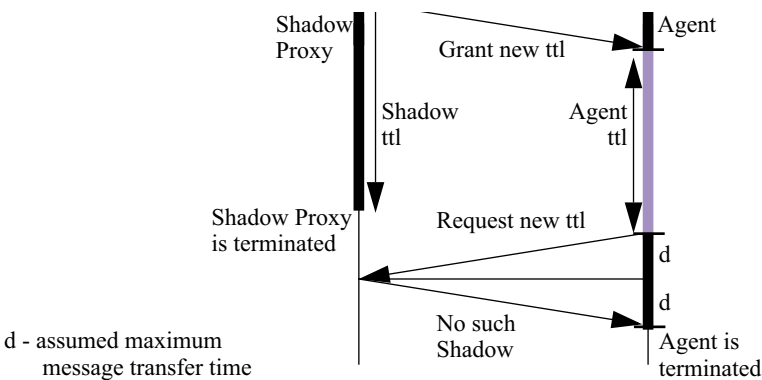 Shadow
Proxy
Agent
Grant new ttl
Shadow
ttl
Agent
ttl
Shadow Proxy
is terminated
Request new ttl
d
d
No such
Shadow
Agent is
terminated
d - assumed maximum
message transfer time